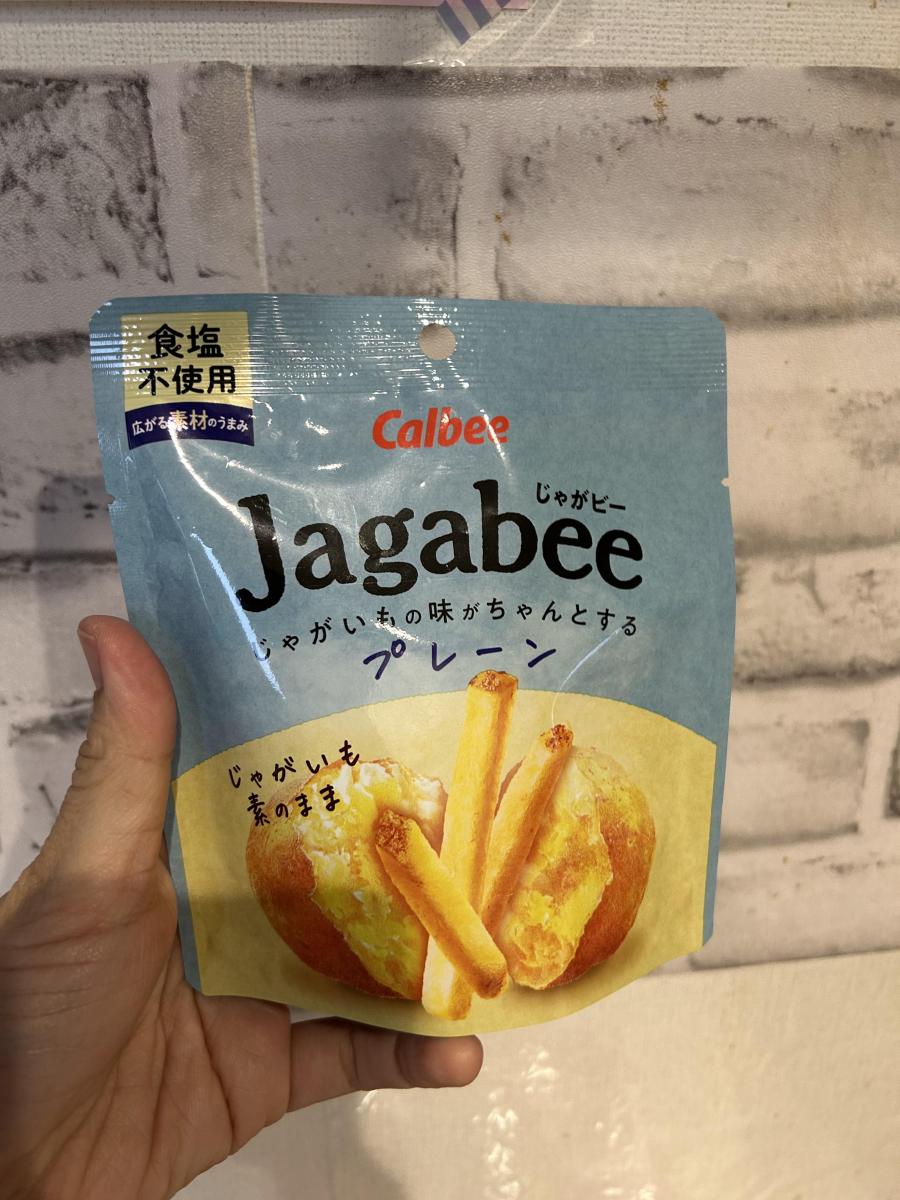 食塩
不使用
広がる素材のうまみ
Calbee
じゃがビー
Jagabee
じゃがいもの味がちゃんとする
プレーン
じゃがいも
素のまま